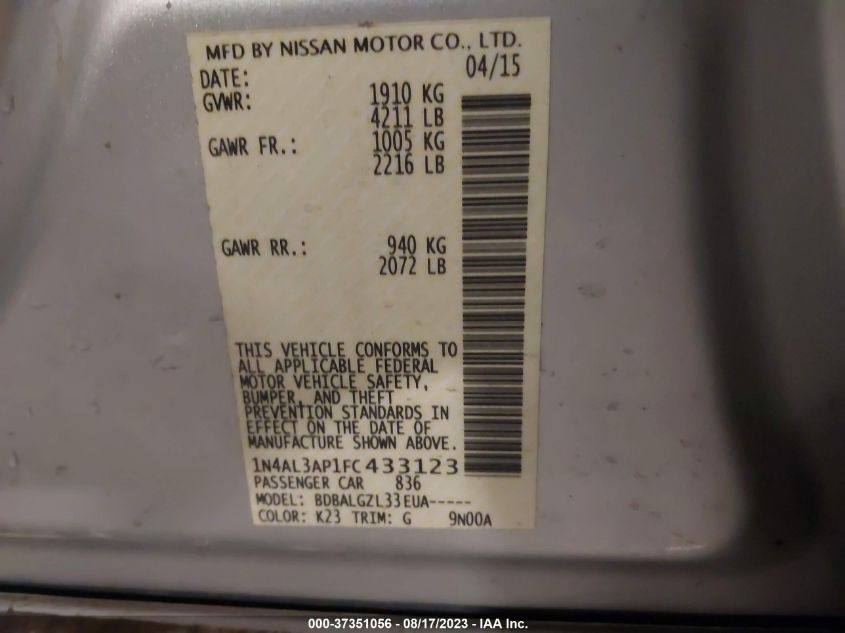 MFD BY NISSAN MOTOR CO., LTD.
DATE: 04/15
GVWR: 1910 KG
4211 LB
GAWR FR.: 1005 KG
2216 LB
GAWR RR.: 940 KG
2072 LB
THIS VEHICLE CONFORMS TO
ALL APPLICABLE FEDERAL
MOTOR VEHICLE SAFETY,
BUMPER, AND THEFT
PREVENTION STANDARDS IN
EFFECT ON THE DATE OF
MANUFACTURE SHOWN ABOVE.
1N4AL3AP1FC433123
PASSENGER CAR 836
MODEL: BDBALGZL33EUA-----
COLOR: K23 TRIM: G 9N00A
000-37351056 - 08/17/2023 - IAA Inc.